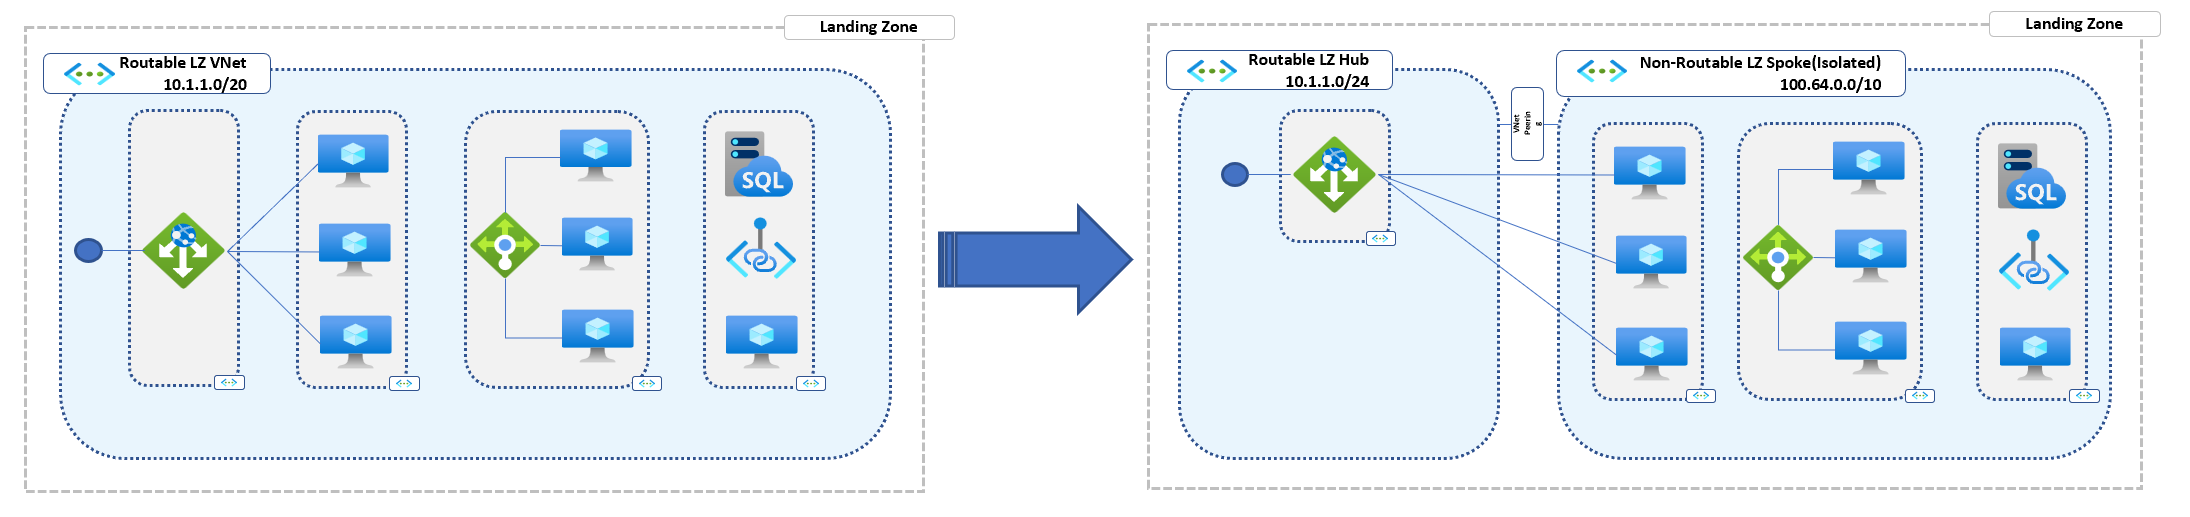 Landing Zone
Routable LZ VNet
10.1.1.0/20
SQL
Landing Zone
Routable LZ Hub
10.1.1.0/24
VNet
Peerin
g
Non-Routable LZ Spoke(Isolated)
100.64.0.0/10
SQL